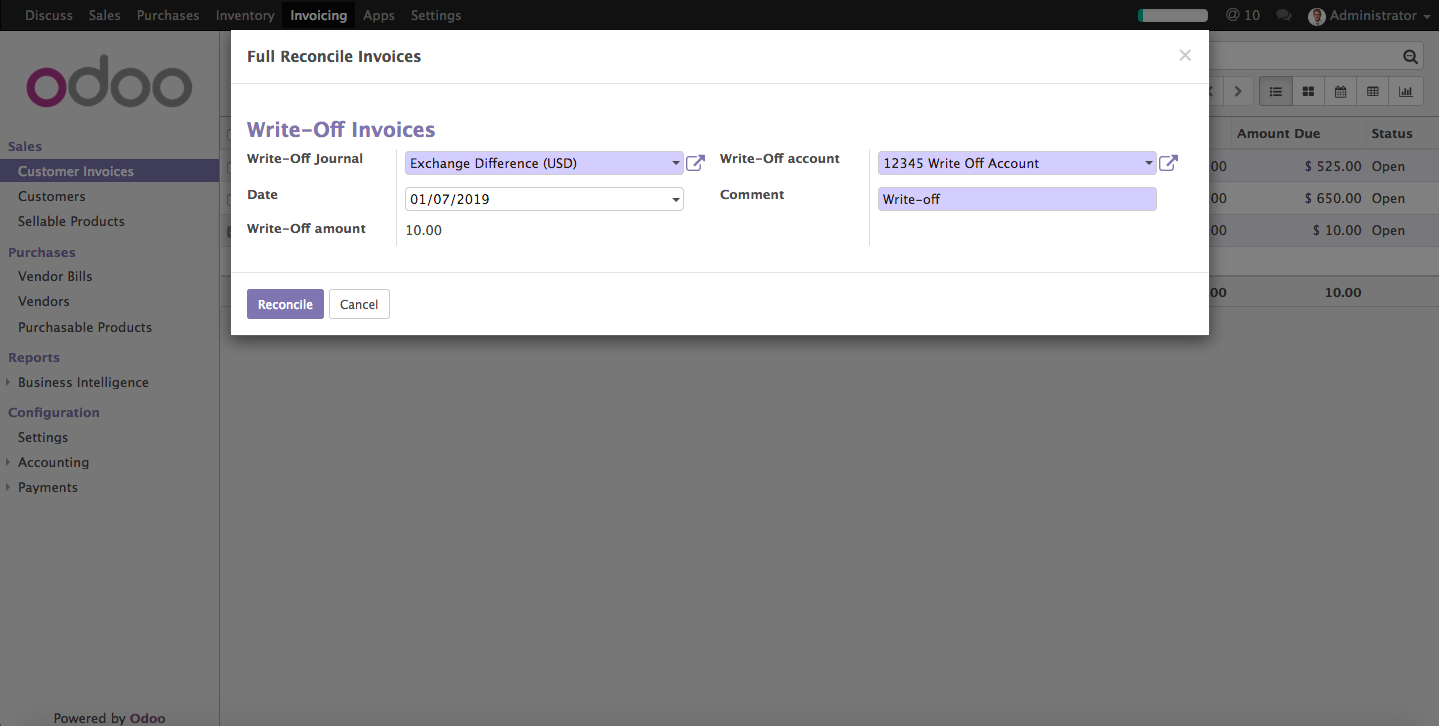 Discuss Sales Purchases Inventory Invoicing Apps Settings @ 10 Administrator
odoo
Full Reconcile Invoices ×
Write-Off Invoices
Write-Off Journal Exchange Difference (USD) Write-Off account 12345 Write Off Account
Date 01/07/2019 Comment Write-off
Write-Off amount 10.00
Reconcile Cancel
Sales
Customer Invoices
Customers
Sellable Products
Purchases
Vendor Bills
Vendors
Purchasable Products
Reports
Business Intelligence
Configuration
Settings
Accounting
Payments
Powered by Odoo
Amount Due Status
00 $ 525.00 Open
00 $ 650.00 Open
00 $ 10.00 Open
00 10.00